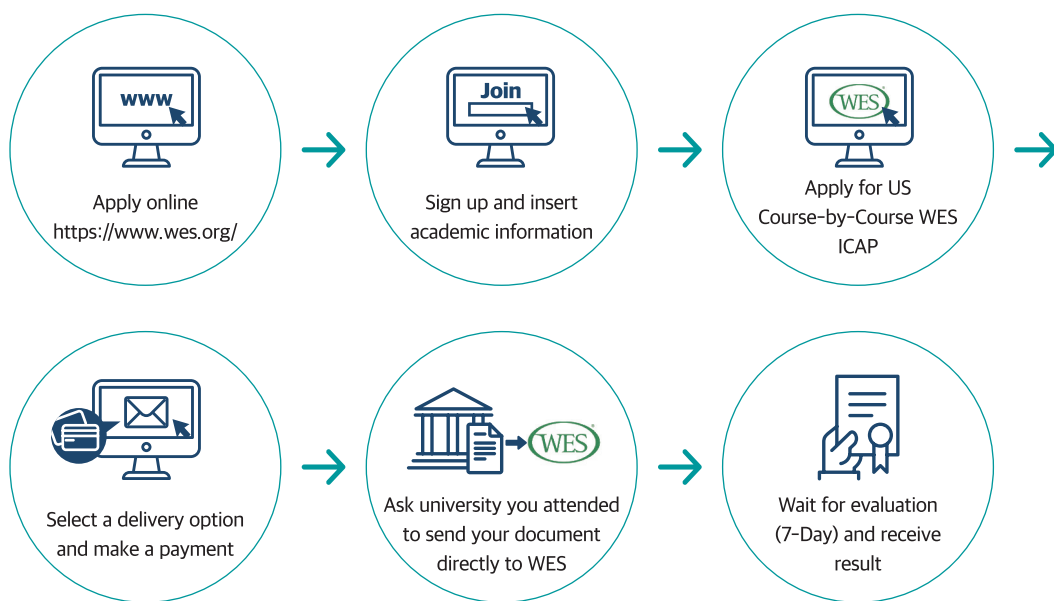 www
Apply online
https://www.wes.org/
Join
Sign up and insert
academic information
WES
Apply for US
Course-by-Course WES
ICAP
Select a delivery option
and make a payment
WES
Ask university you attended
to send your document
directly to WES
Wait for evaluation
(7-Day) and receive
result